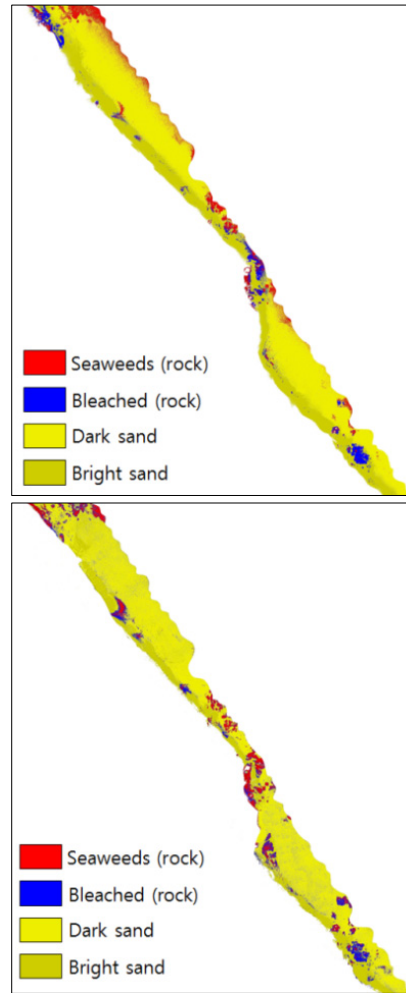 Seaweeds (rock)
Bleached (rock)
Dark sand
Bright sand
Seaweeds (rock)
Bleached (rock)
Dark sand
Bright sand